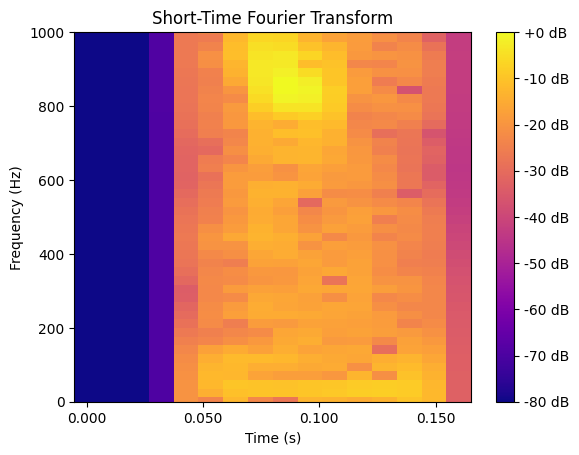 Short-Time Fourier Transform
1000
800
600
400
200
0
Frequency (Hz)
0.000
0.050
0.100
0.150
Time (s)
+0 dB
-10 dB
-20 dB
-30 dB
-40 dB
-50 dB
-60 dB
-70 dB
-80 dB